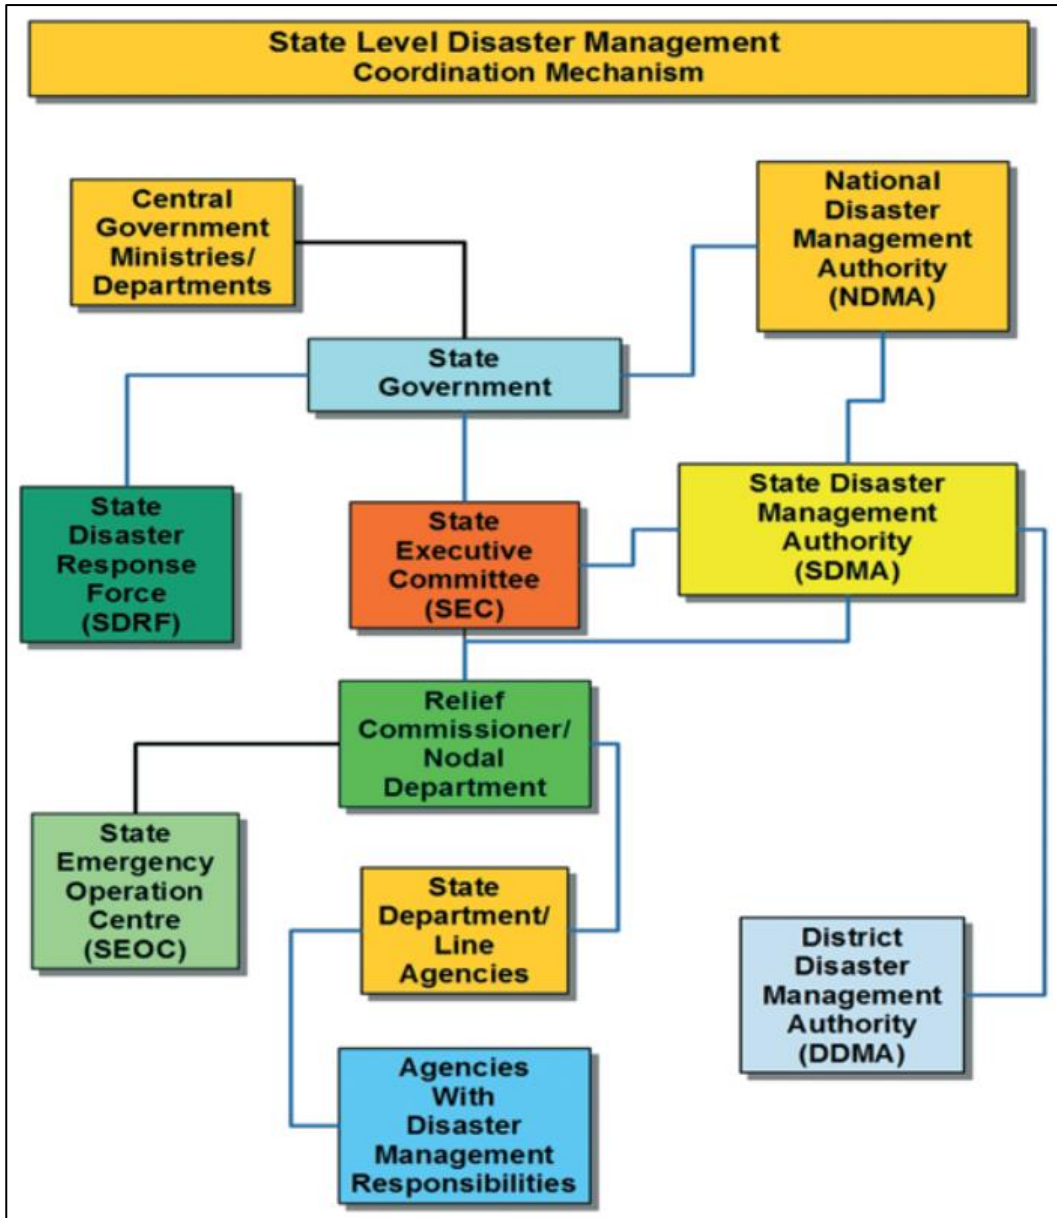 State Level Disaster Management
Coordination Mechanism
Central
Government
Ministries/
Departments
National
Disaster
Management
Authority
(NDMA)
State
Government
State
Disaster
Response
Force
(SDRF)
State
Executive
Committee
(SEC)
State Disaster
Management
Authority
(SDMA)
Relief
Commissioner/
Nodal
Department
State
Emergency
Operation
Centre
(SEOC)
State
Department/
Line
Agencies
District
Disaster
Management
Authority
(DDMA)
Agencies
With
Disaster
Management
Responsibilities